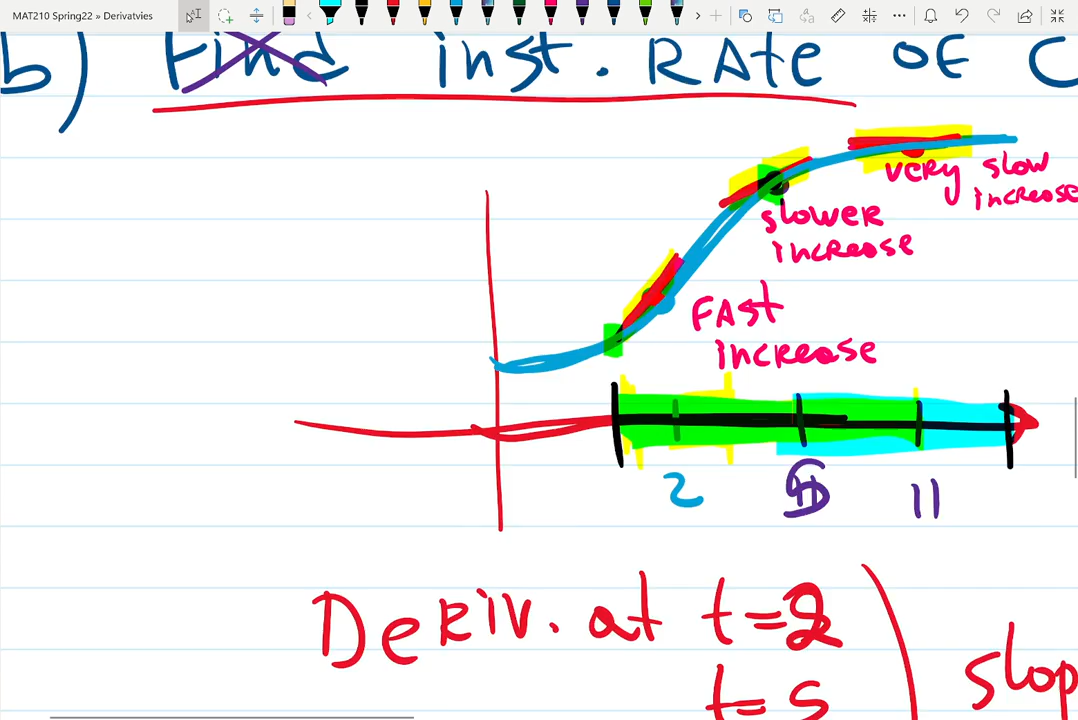 MAT210 Spring22 » Derivatvies
b) Find inst. RAte OF C
VERY slow
increase
slower
increase
FAst
increase
2 11
Deriv. at t=2
t=5
slop